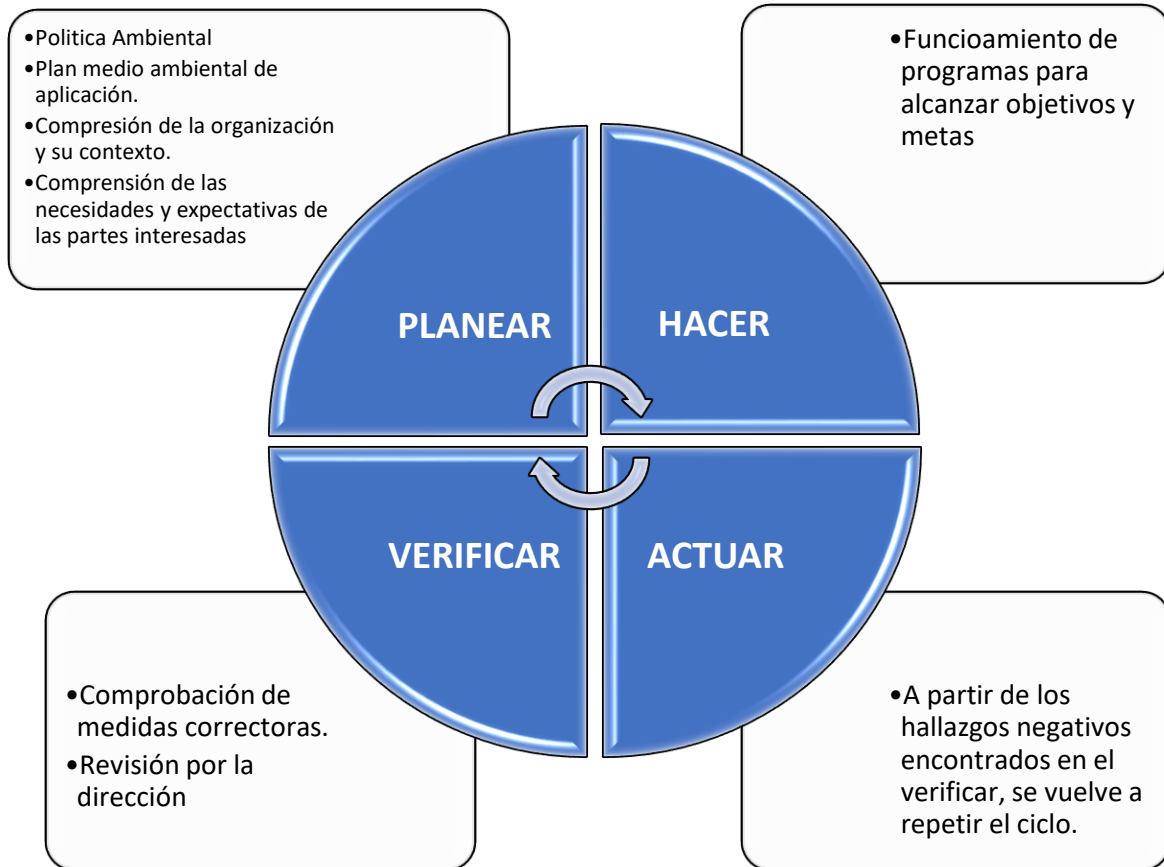 •Politica Ambiental
•Plan medio ambiental de
aplicación.
•Compresión de la organización
y su contexto.
•Comprensión de las
necesidades y expectativas de
las partes interesadas
•Funcioamiento de
programas para
alcanzar objetivos y
metas
PLANEAR
HACER
VERIFICAR
ACTUAR
•Comprobación de
medidas correctoras.
•Revisión por la
dirección
•A partir de los
hallazgos negativos
encontrados en el
verificar, se vuelve a
repetir el ciclo.